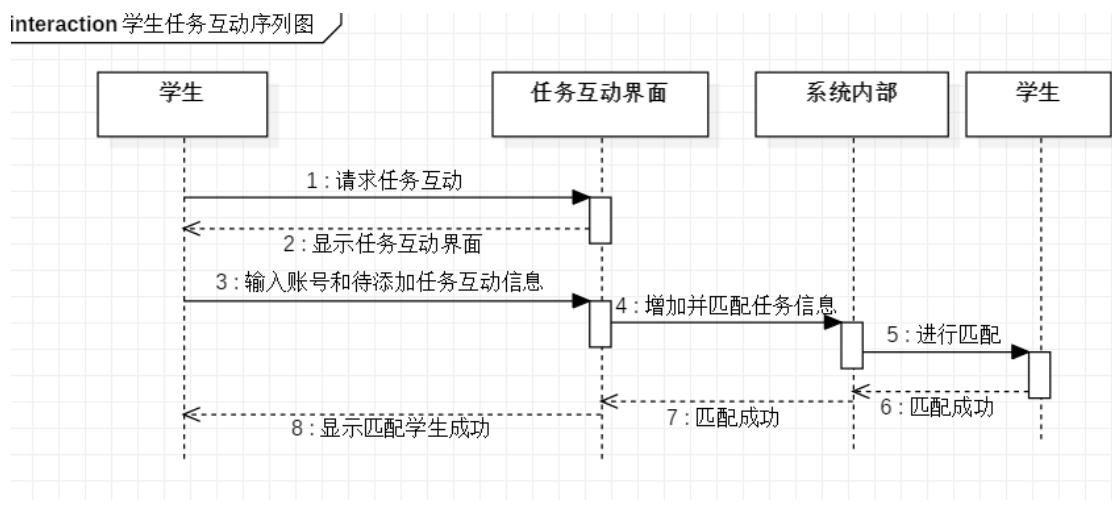 interaction 学生任务互动序列图
学生
任务互动界面
系统内部
学生
1 : 请求任务互动
2 : 显示任务互动界面
3 : 输入账号和待添加任务互动信息
4 : 增加并匹配任务信息
5 : 进行匹配
6 : 匹配成功
7 : 匹配成功
8 : 显示匹配学生成功